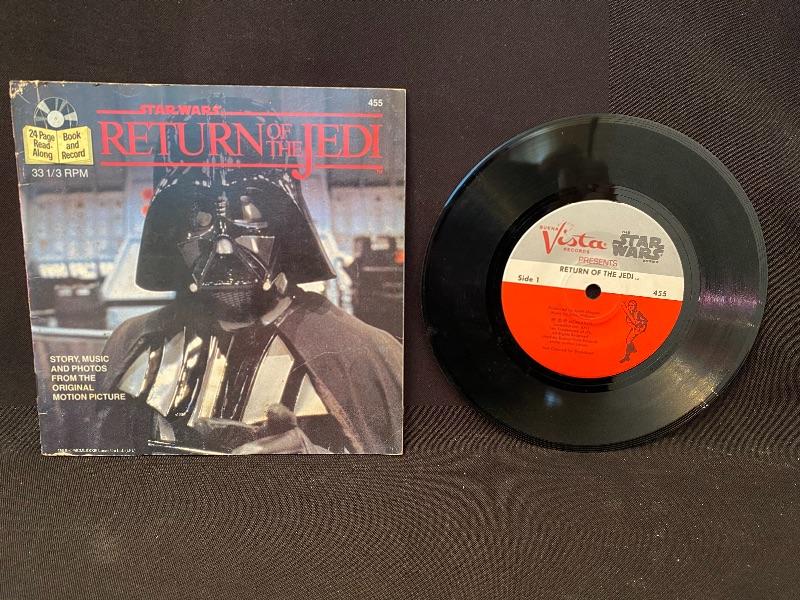 STAR WARS
455
RETURN OF THE JEDI
24 Page Read-Along
Book and Record
33 1/3 RPM
STORY, MUSIC
AND PHOTOS
FROM THE
ORIGINAL
MOTION PICTURE
BUENA
Vista
RECORDS
PRESENTS
THE
STAR
WARS
RETURN OF THE JEDI
Side 1
455